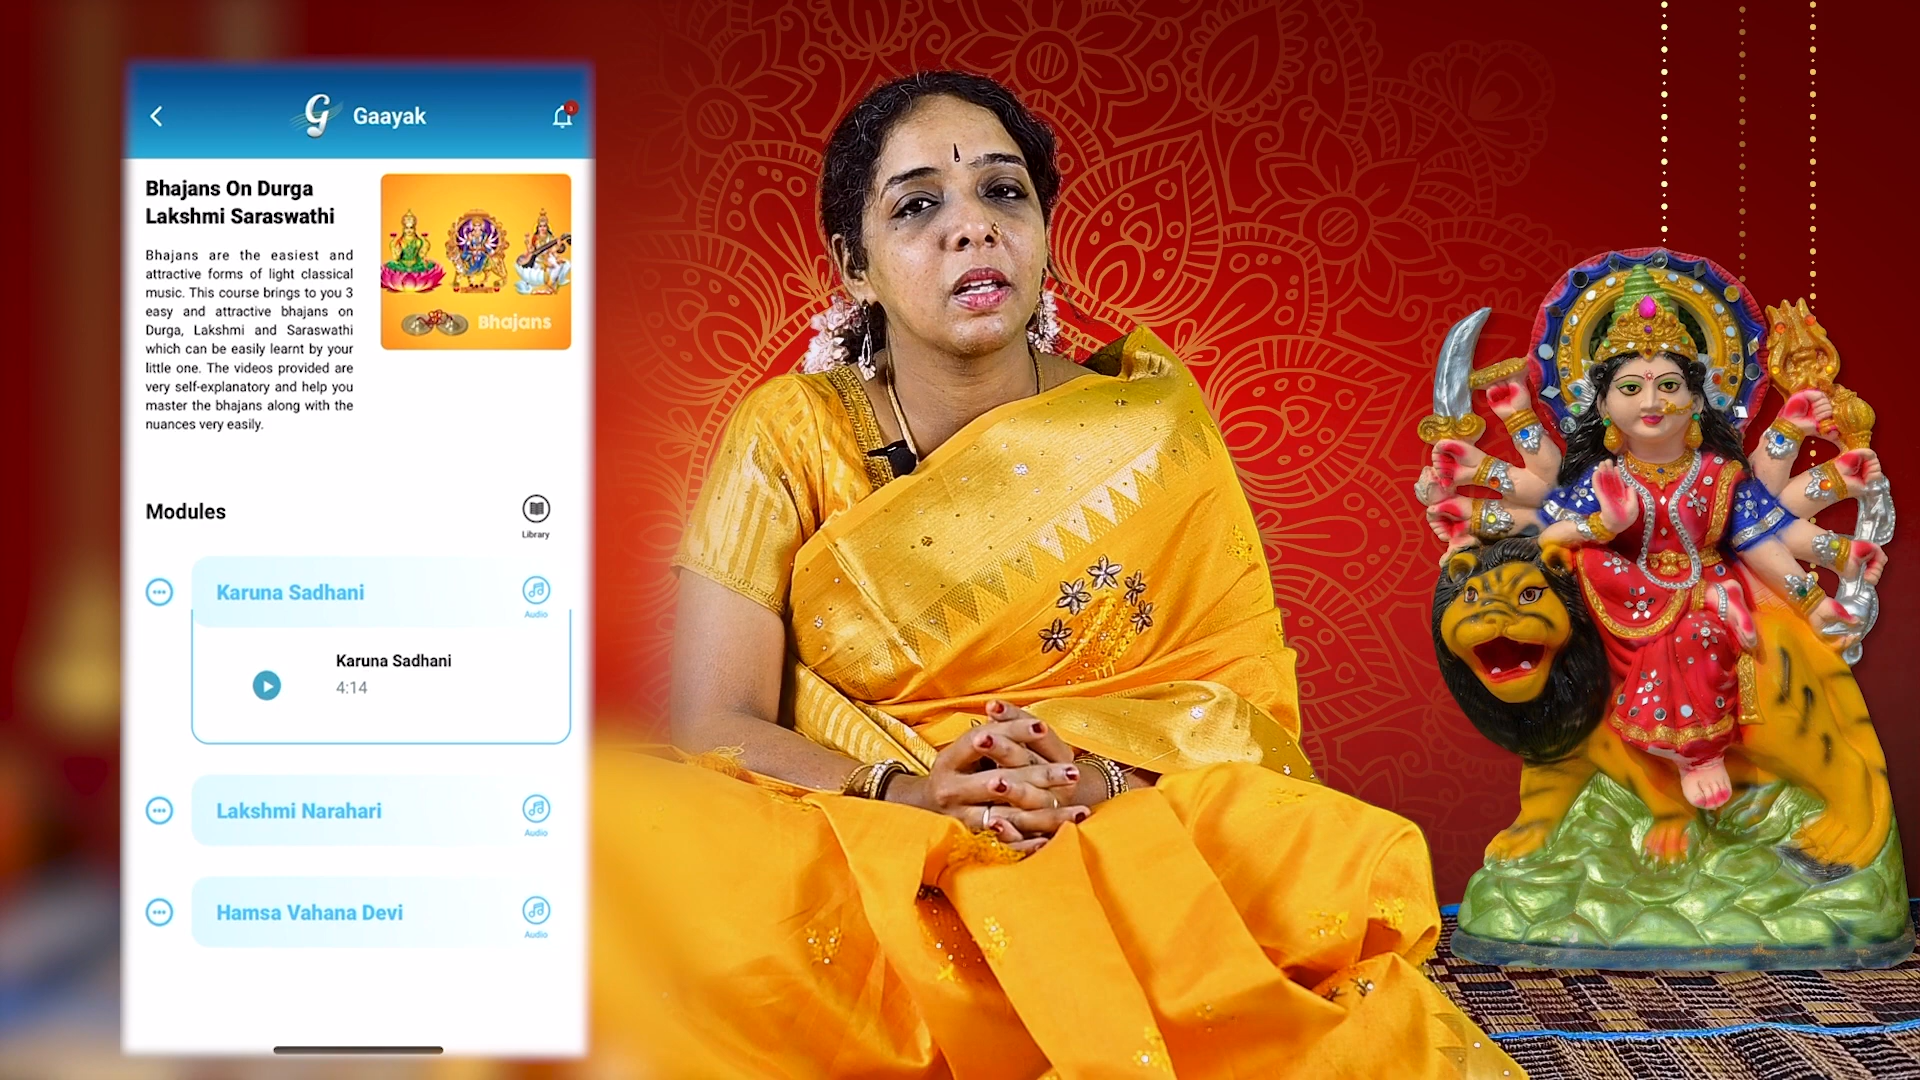 Gaayak
Bhajans On Durga
Lakshmi Saraswathi
Bhajans are the easiest and
attractive forms of light classical
music. This course brings to you 3
easy and attractive bhajans on
Durga, Lakshmi and Saraswathi
which can be easily learnt by your
little one. The videos provided are
very self-explanatory and help you
master the bhajans along with the
nuances very easily.
Bhajans
Modules
Library
Karuna Sadhani
Audio
Karuna Sadhani
4:14
Lakshmi Narahari
Audio
Hamsa Vahana Devi
Audio